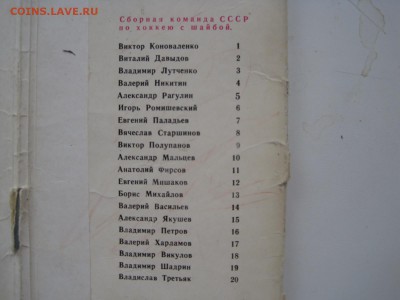 COINS.LAVE.RU
Сборная команда СССР
по хоккею с шайбой.
Виктор Коноваленко 1
Виталий Давыдов 2
Владимир Лутченко 3
Валерий Никитин 4
Александр Рагулин 5
Игорь Ромишевский 6
Евгений Паладьев 7
Вячеслав Старшинов 8
Виктор Полупанов 9
Александр Мальцев 10
Анатолий Фирсов 11
Евгений Мишаков 12
Борис Михайлов 13
Валерий Васильев 14
Александр Якушев 15
Владимир Петров 16
Валерий Харламов 17
Владимир Викулов 18
Владимир Шадрин 19
Владислав Третьяк 20